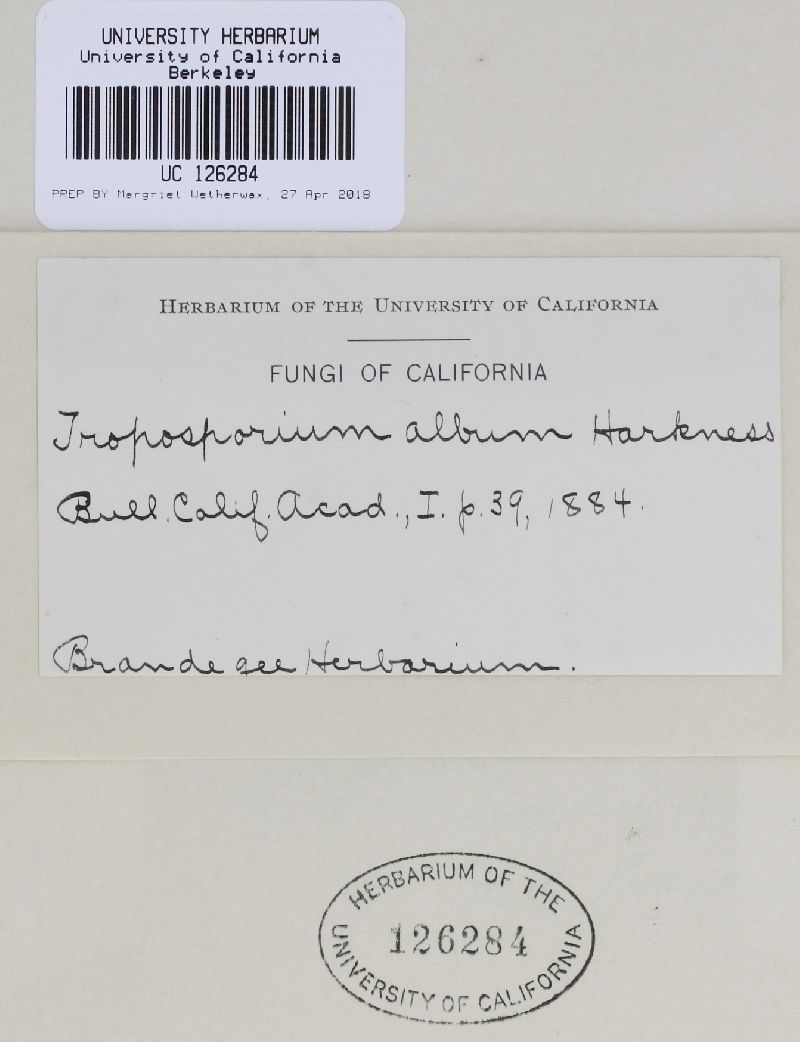 UNIVERSITY HERBARIUM
University of California
Berkeley
UC 126284
PREP BY Margriet Wetherwax, 27 Apr 2018
HERBARIUM OF THE UNIVERSITY OF CALIFORNIA
FUNGI OF CALIFORNIA
Troposporium album Harkness
Bull. Calif. Acad., I. p. 39, 1884.
Brandegee Herbarium.
HERBARIUM OF THE
126284
UNIVERSITY OF CALIFORNIA